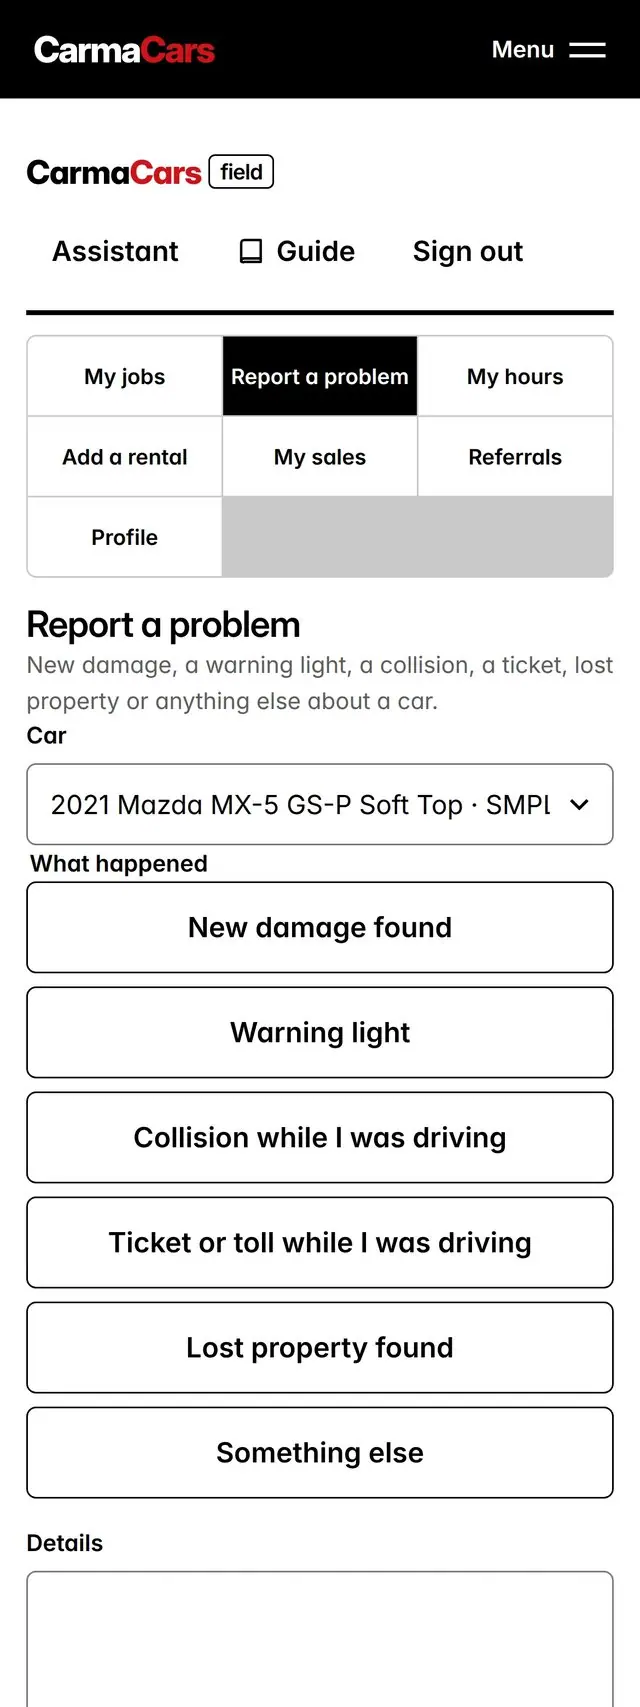 CarmaCars
Menu
CarmaCars field
Assistant
Guide
Sign out
My jobs
Report a problem
My hours
Add a rental
My sales
Referrals
Profile
Report a problem
New damage, a warning light, a collision, a ticket, lost
property or anything else about a car.
Car
2021 Mazda MX-5 GS-P Soft Top · SMPL
What happened
New damage found
Warning light
Collision while I was driving
Ticket or toll while I was driving
Lost property found
Something else
Details